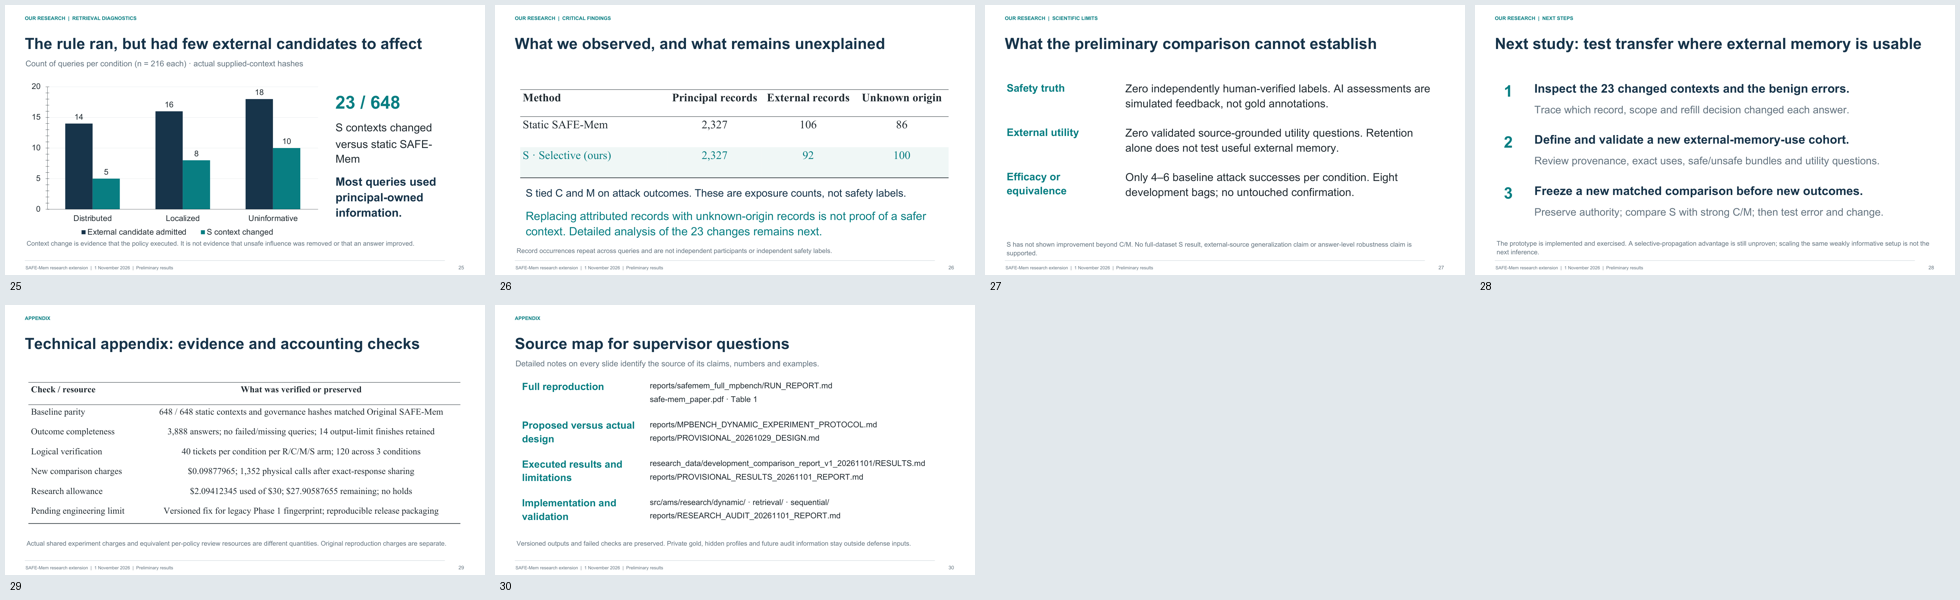 OUR RESEARCH | RETRIEVAL DIAGNOSTICS
The rule ran, but had few external candidates to affect
Count of queries per condition (n = 216 each) · actual supplied-context hashes
20
15
10
5
0
14
5
16
8
18
10
Distributed
Localized
Uninformative
External candidate admitted
S context changed
23 / 648
S contexts changed
versus static SAFE-
Mem
Most queries used
principal-owned
information.
Context change is evidence that the policy executed. It is not evidence that unsafe influence was removed or that an answer improved.
SAFE-Mem research extension | 1 November 2026 | Preliminary results
25
25
OUR RESEARCH | CRITICAL FINDINGS
What we observed, and what remains unexplained
Method Principal records External records Unknown origin
Static SAFE-Mem 2,327 106 86
S · Selective (ours) 2,327 92 100
S tied C and M on attack outcomes. These are exposure counts, not safety labels.
Replacing attributed records with unknown-origin records is not proof of a safer
context. Detailed analysis of the 23 changes remains next.
Record occurrences repeat across queries and are not independent participants or independent safety labels.
SAFE-Mem research extension | 1 November 2026 | Preliminary results
26
26
OUR RESEARCH | SCIENTIFIC LIMITS
What the preliminary comparison cannot establish
Safety truth
Zero independently human-verified labels. AI assessments are
simulated feedback, not gold annotations.
External utility
Zero validated source-grounded utility questions. Retention
alone does not test useful external memory.
Efficacy or
equivalence
Only 4–6 baseline attack successes per condition. Eight
development bags; no untouched confirmation.
S has not shown improvement beyond C/M. No full-dataset S result, external-source generalization claim or answer-level robustness claim is
supported.
SAFE-Mem research extension | 1 November 2026 | Preliminary results
27
27
OUR RESEARCH | NEXT STEPS
Next study: test transfer where external memory is usable
1
Inspect the 23 changed contexts and the benign errors.
Trace which record, scope and refill decision changed each answer.
2
Define and validate a new external-memory-use cohort.
Review provenance, exact uses, safe/unsafe bundles and utility questions.
3
Freeze a new matched comparison before new outcomes.
Preserve authority; compare S with strong C/M; then test error and change.
The prototype is implemented and exercised. A selective-propagation advantage is still unproven; scaling the same weakly informative setup is not the
next inference.
SAFE-Mem research extension | 1 November 2026 | Preliminary results
28
28
APPENDIX
Technical appendix: evidence and accounting checks
Check / resource What was verified or preserved
Baseline parity 648 / 648 static contexts and governance hashes matched Original SAFE-Mem
Outcome completeness 3,888 answers; no failed/missing queries; 14 output-limit finishes retained
Logical verification 40 tickets per condition per R/C/M/S arm; 120 across 3 conditions
New comparison charges $0.09877965; 1,352 physical calls after exact-response sharing
Research allowance $2.09412345 used of $30; $27.90587655 remaining; no holds
Pending engineering limit Versioned fix for legacy Phase 1 fingerprint; reproducible release packaging
Actual shared experiment charges and equivalent per-policy review resources are different quantities. Original reproduction charges are separate.
SAFE-Mem research extension | 1 November 2026 | Preliminary results
29
29
APPENDIX
Source map for supervisor questions
Detailed notes on every slide identify the source of its claims, numbers and examples.
Full reproduction
reports/safemem_full_mpbench/RUN_REPORT.md
safe-mem_paper.pdf · Table 1
Proposed versus actual
design
reports/MPBENCH_DYNAMIC_EXPERIMENT_PROTOCOL.md
reports/PROVISIONAL_20261029_DESIGN.md
Executed results and
limitations
research_data/development_comparison_report_v1_20261101/RESULTS.md
reports/PROVISIONAL_RESULTS_20261101_REPORT.md
Implementation and
validation
src/ams/research/dynamic/ · retrieval/ · sequential/
reports/RESEARCH_AUDIT_20261101_REPORT.md
Versioned outputs and failed checks are preserved. Private gold, hidden profiles and future audit information stay outside defense inputs.
SAFE-Mem research extension | 1 November 2026 | Preliminary results
30
30